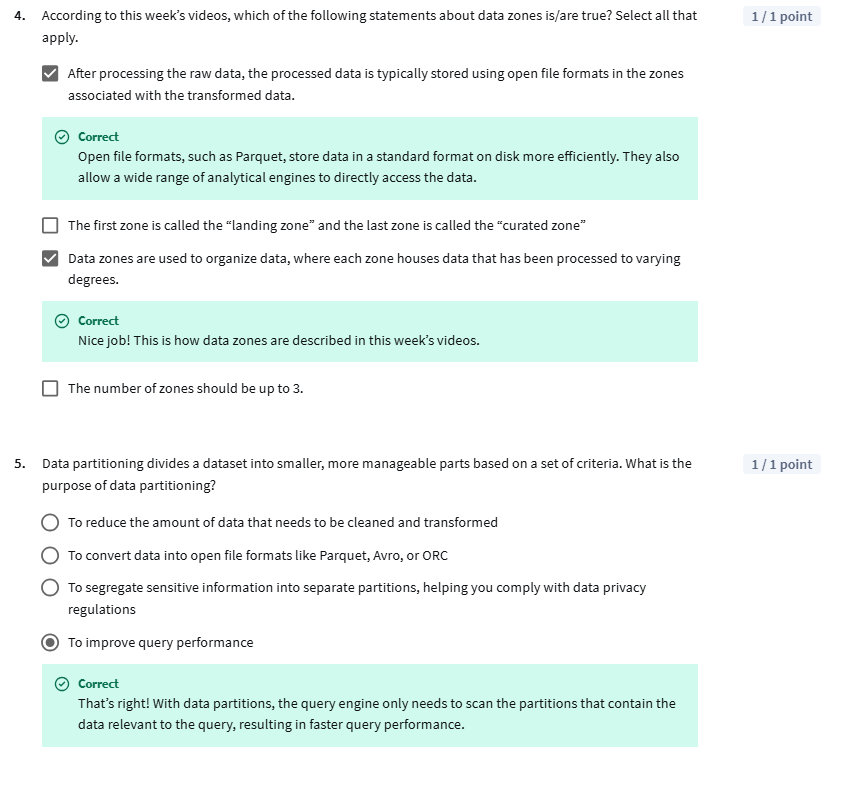 4. According to this week’s videos, which of the following statements about data zones is/are true? Select all that
apply.
1 / 1 point
After processing the raw data, the processed data is typically stored using open file formats in the zones
associated with the transformed data.
Correct
Open file formats, such as Parquet, store data in a standard format on disk more efficiently. They also
allow a wide range of analytical engines to directly access the data.
The first zone is called the “landing zone” and the last zone is called the “curated zone”
Data zones are used to organize data, where each zone houses data that has been processed to varying
degrees.
Correct
Nice job! This is how data zones are described in this week’s videos.
The number of zones should be up to 3.
5. Data partitioning divides a dataset into smaller, more manageable parts based on a set of criteria. What is the
purpose of data partitioning?
1 / 1 point
To reduce the amount of data that needs to be cleaned and transformed
To convert data into open file formats like Parquet, Avro, or ORC
To segregate sensitive information into separate partitions, helping you comply with data privacy
regulations
To improve query performance
Correct
That’s right! With data partitions, the query engine only needs to scan the partitions that contain the
data relevant to the query, resulting in faster query performance.